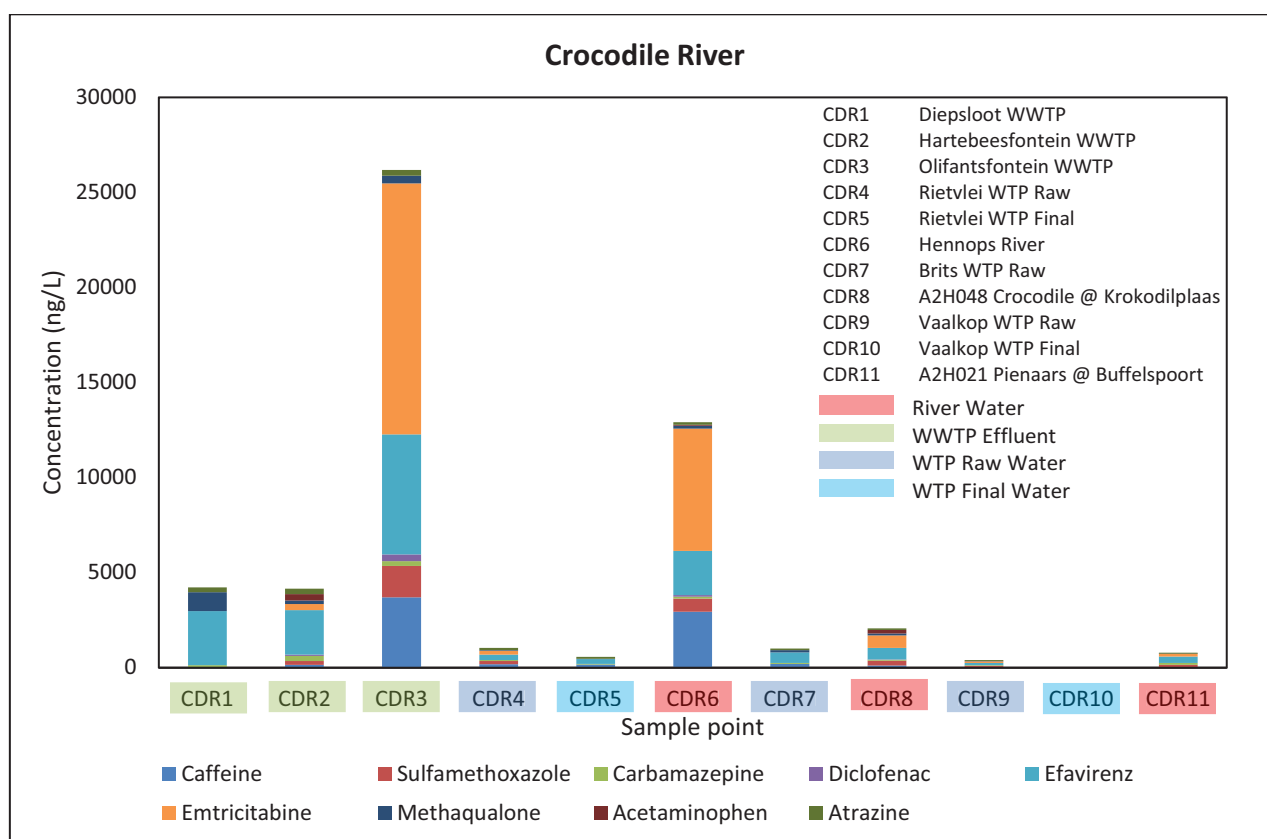 Crocodile River
30000
25000
20000
15000
10000
5000
0
Concentration (ng/L)
CDR1 Diepsloot WWTP
CDR2 Hartebeesfontein WWTP
CDR3 Olifantsfontein WWTP
CDR4 Rietvlei WTP Raw
CDR5 Rietvlei WTP Final
CDR6 Hennops River
CDR7 Brits WTP Raw
CDR8 A2H048 Crocodile @ Krokodilplaas
CDR9 Vaalkop WTP Raw
CDR10 Vaalkop WTP Final
CDR11 A2H021 Pienaars @ Buffelspoort
River Water
WWTP Effluent
WTP Raw Water
WTP Final Water
CDR1 CDR2 CDR3 CDR4 CDR5 CDR6 CDR7 CDR8 CDR9 CDR10 CDR11
Sample point
Caffeine Sulfamethoxazole Carbamazepine Diclofenac Efavirenz
Emtricitabine Methaqualone Acetaminophen Atrazine